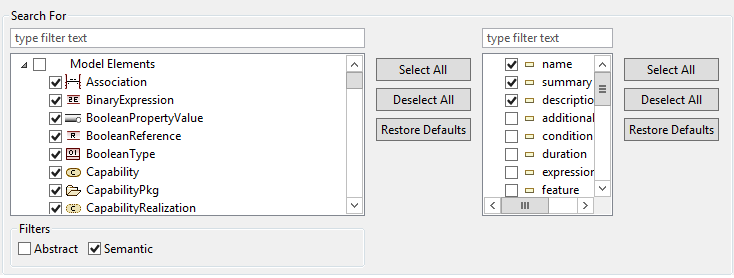 Search For
type filter text
Model Elements
Association
BinaryExpression
BooleanPropertyValue
BooleanReference
BooleanType
Capability
CapabilityPkg
CapabilityRealization
Select All
Deselect All
Restore Defaults
type filter text
name
summary
descriptio
additional
condition
duration
expression
feature
Select All
Deselect All
Restore Defaults
Filters
Abstract
Semantic